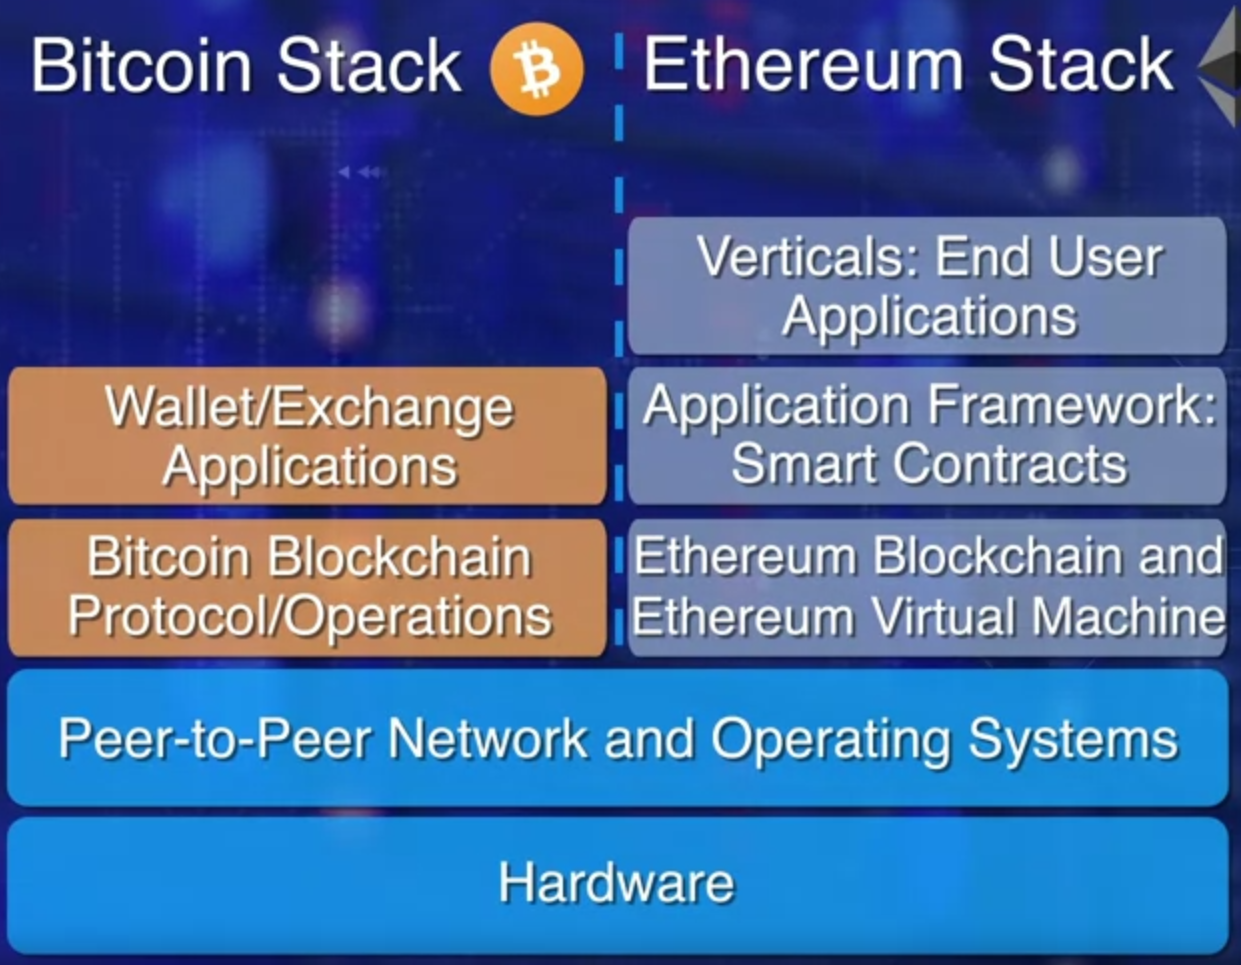 Bitcoin Stack
Ethereum Stack
Verticals: End User
Applications
Wallet/Exchange
Applications
Application Framework:
Smart Contracts
Bitcoin Blockchain
Protocol/Operations
Ethereum Blockchain and
Ethereum Virtual Machine
Peer-to-Peer Network and Operating Systems
Hardware